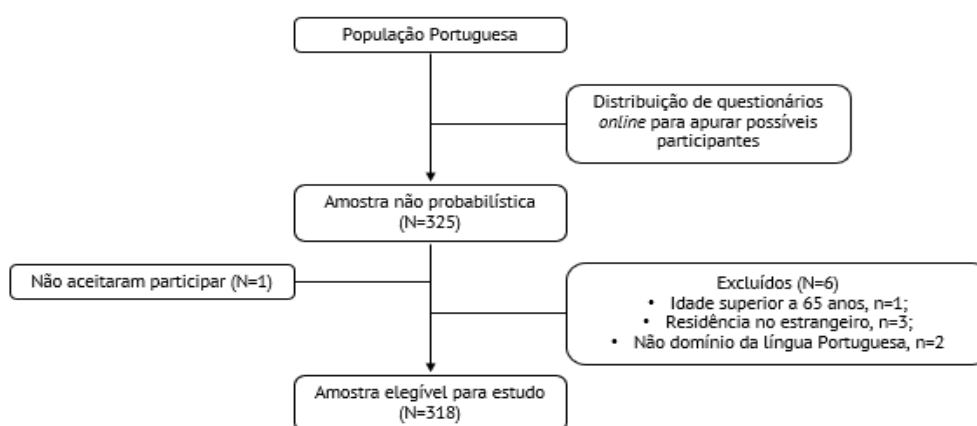 População Portuguesa
Distribuição de questionários
online para apurar possíveis
participantes
Amostra não probabilística
(N=325)
Não aceitaram participar (N=1)
Excluídos (N=6)
• Idade superior a 65 anos, n=1;
• Residência no estrangeiro, n=3;
• Não domínio da língua Portuguesa, n=2
Amostra elegível para estudo
(N=318)